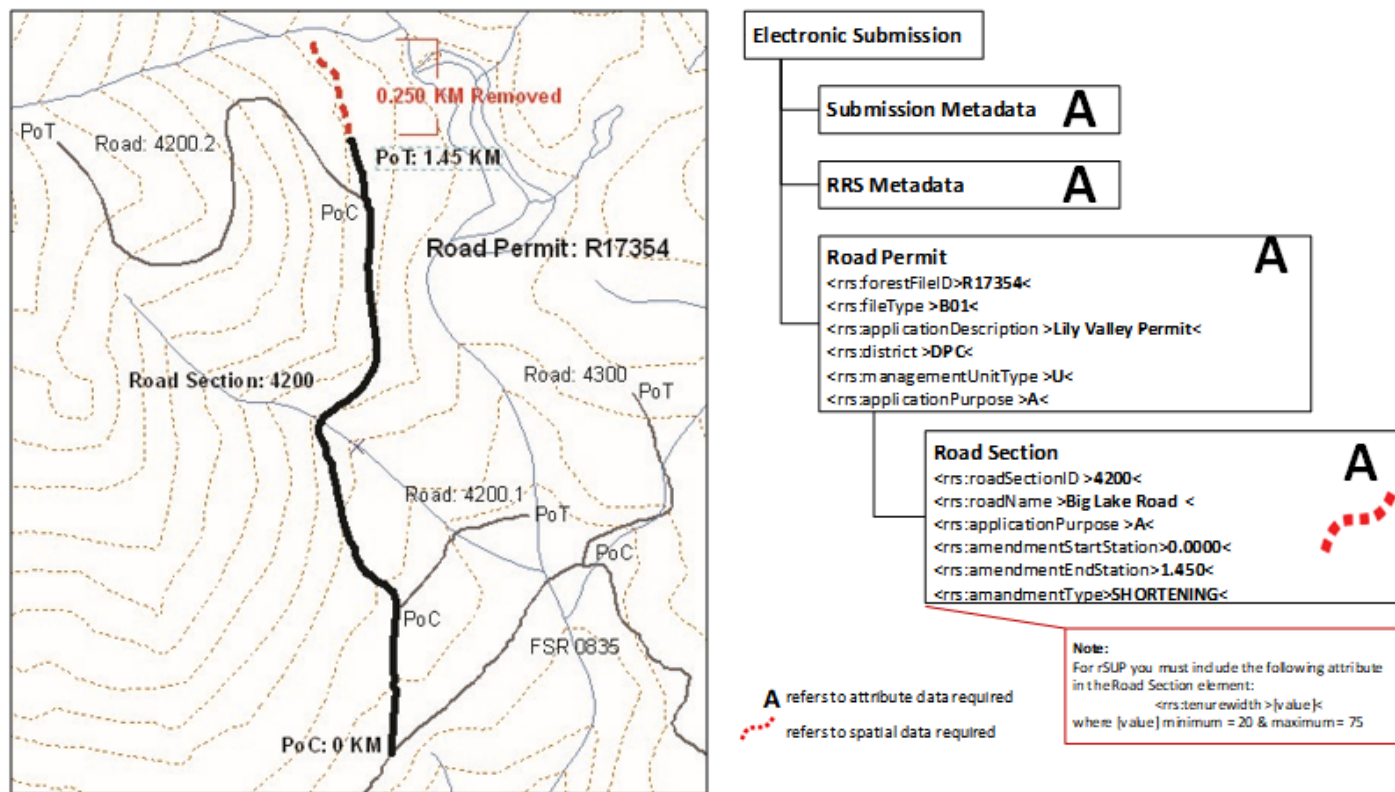 0.250 KM Removed
PoT
Road: 4200.2
PoT: 1.45 KM
PoC
Road Permit: R17354
Road Section: 4200
Road: 4300
PoT
Road: 4200.1
PoT
PoC
PoC
FSR 0835
PoC: 0 KM
Electronic Submission
Submission Metadata A
RRS Metadata A
Road Permit A
<rrs:forestFileID>R17354<
<rrs:fileType >B01<
<rrs:applicationDescription >Lily Valley Permit<
<rrs:district >DPC<
<rrs:managementUnitType >U<
<rrs:applicationPurpose >A<
Road Section A
<rrs:roadSectionID >4200<
<rrs:roadName >Big Lake Road <
<rrs:applicationPurpose >A<
<rrs:amendmentStartStation>0.0000<
<rrs:amendmentEndStation>1.450<
<rrs:amandmentType>SHORTENING<
Note:
For rSUP you must include the following attribute
in the Road Section element:
<rrs:tenurewidth >[value]<
where [value] minimum = 20 & maximum = 75
A refers to attribute data required
refers to spatial data required